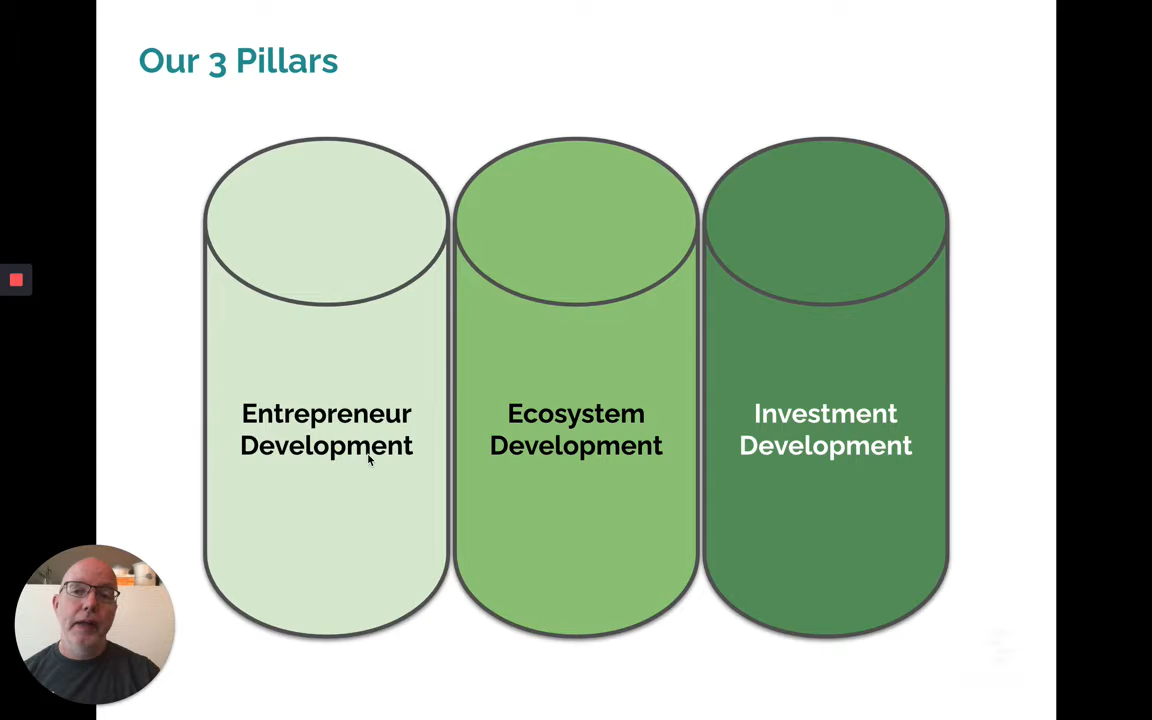 Our 3 Pillars
Entrepreneur
Development
Ecosystem
Development
Investment
Development